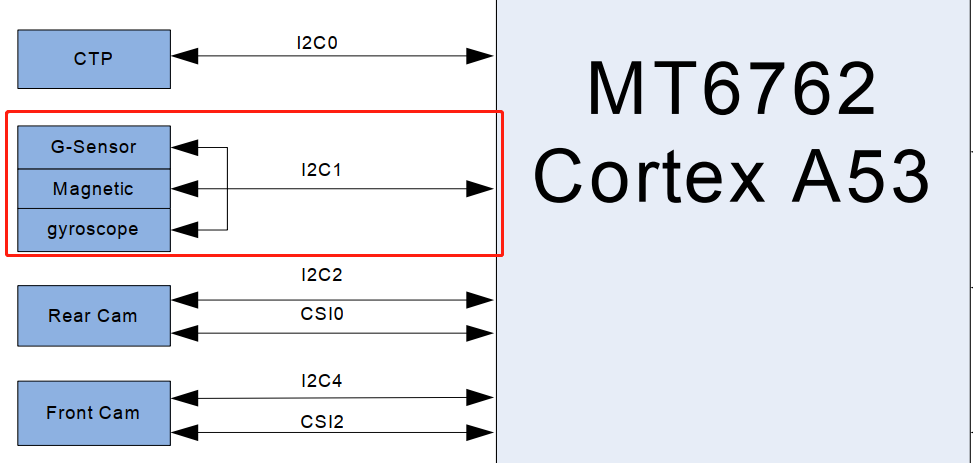 CTP
I2C0
MT6762
Cortex A53
G-Sensor
Magnetic
gyroscope
I2C1
Rear Cam
I2C2
CSI0
Front Cam
I2C4
CSI2